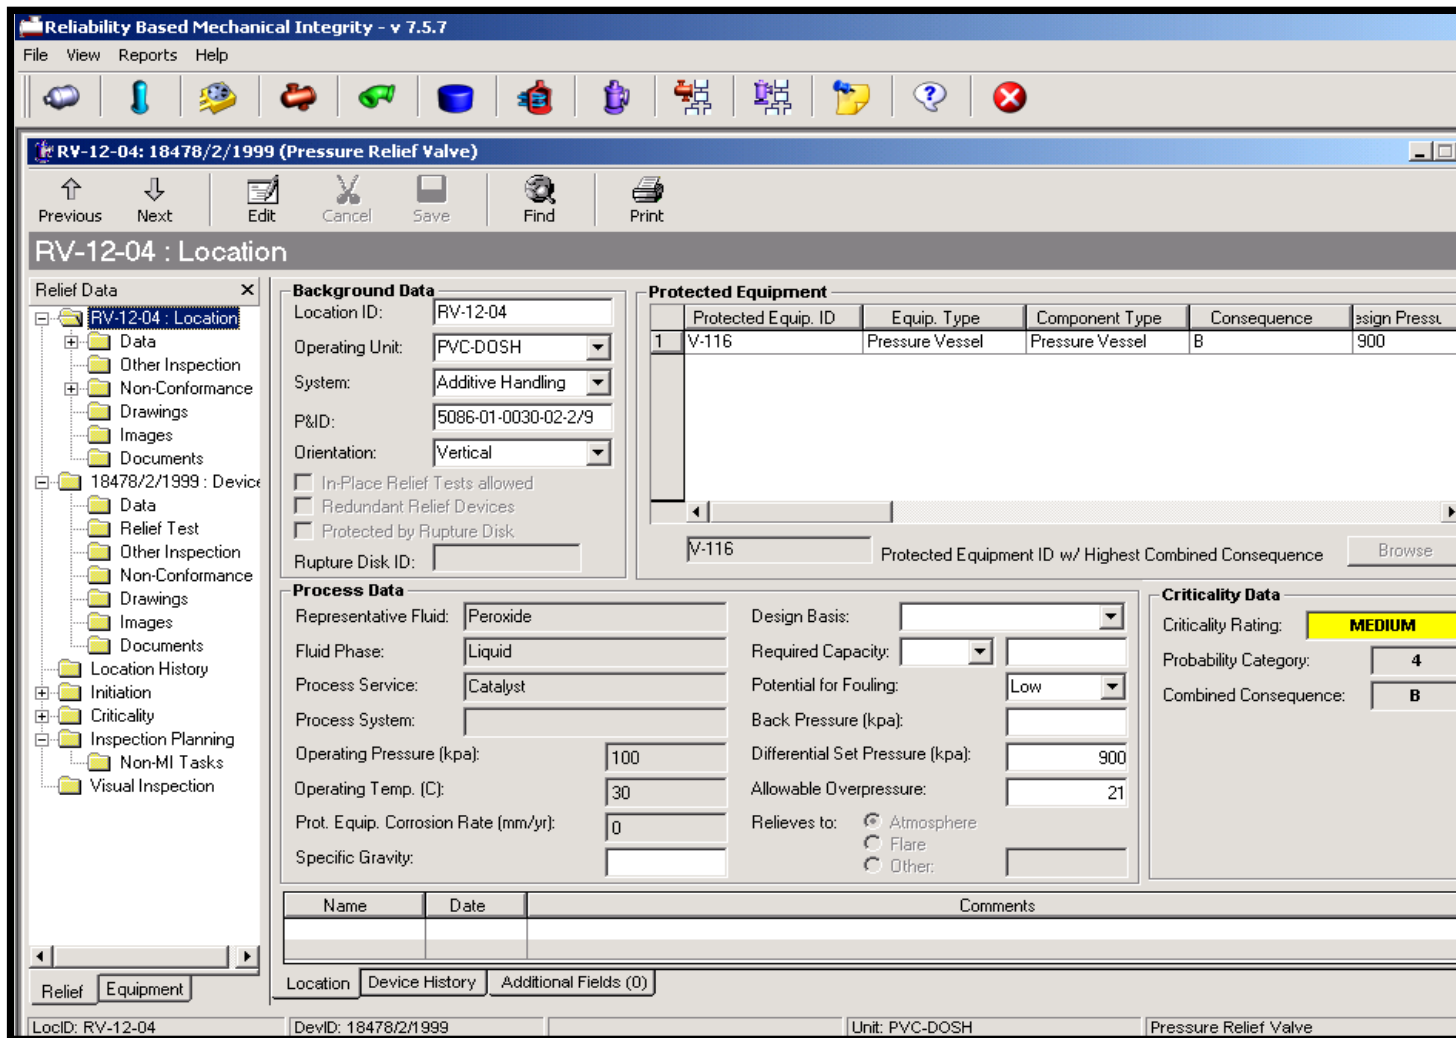 Reliability Based Mechanical Integrity - v 7.5.7
File View Reports Help
RV-12-04: 18478/2/1999 (Pressure Relief Valve)
Previous Next Edit Cancel Save Find Print
RV-12-04 : Location
Relief Data
RV-12-04 : Location
Data
Other Inspection
Non-Conformance
Drawings
Images
Documents
18478/2/1999 : Device
Data
Relief Test
Other Inspection
Non-Conformance
Drawings
Images
Documents
Location History
Initiation
Criticality
Inspection Planning
Non-MI Tasks
Visual Inspection
Relief Equipment
Background Data
Location ID: RV-12-04
Operating Unit: PVC-DOSH
System: Additive Handling
P&ID: 5086-01-0030-02-2/9
Orientation: Vertical
In-Place Relief Tests allowed
Redundant Relief Devices
Protected by Rupture Disk
Rupture Disk ID:
Protected Equipment
Protected Equip. ID Equip. Type Component Type Consequence esign Pressu
1 V-116 Pressure Vessel Pressure Vessel B 900
V-116 Protected Equipment ID w/ Highest Combined Consequence Browse
Process Data
Representative Fluid: Peroxide
Fluid Phase: Liquid
Process Service: Catalyst
Process System:
Operating Pressure (kpa): 100
Operating Temp. (C): 30
Prot. Equip. Corrosion Rate (mm/yr): 0
Specific Gravity:
Design Basis:
Required Capacity:
Potential for Fouling: Low
Back Pressure (kpa):
Differential Set Pressure (kpa): 900
Allowable Overpressure: 21
Relieves to: Atmosphere
Flare
Other:
Criticality Data
Criticality Rating: MEDIUM
Probability Category: 4
Combined Consequence: B
Name Date Comments
Location Device History Additional Fields (0)
LocID: RV-12-04 DevID: 18478/2/1999 Unit: PVC-DOSH Pressure Relief Valve